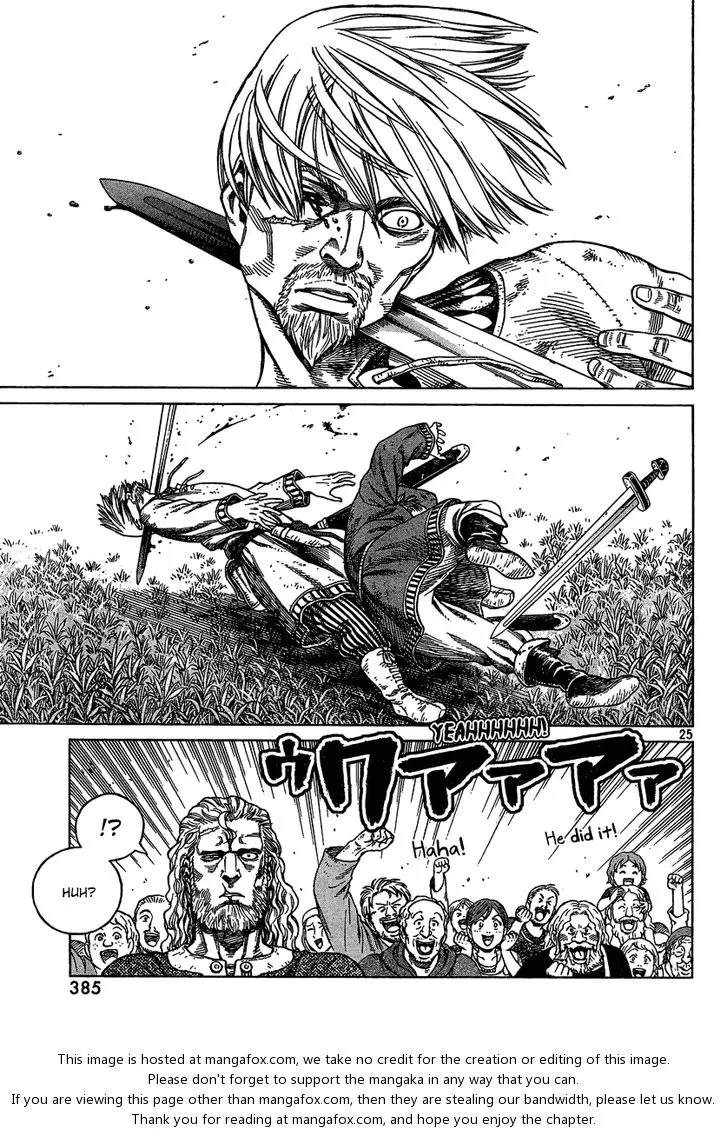 25
YEAHHHHHH!
ウワアアアア
!?
HUH?
Haha!
He did it!
385
This image is hosted at mangafox.com, we take no credit for the creation or editing of this image.
Please don't forget to support the mangaka in any way that you can.
If you are viewing this page other than mangafox.com, then they are stealing our bandwidth, please let us know.
Thank you for reading at mangafox.com, and hope you enjoy the chapter.